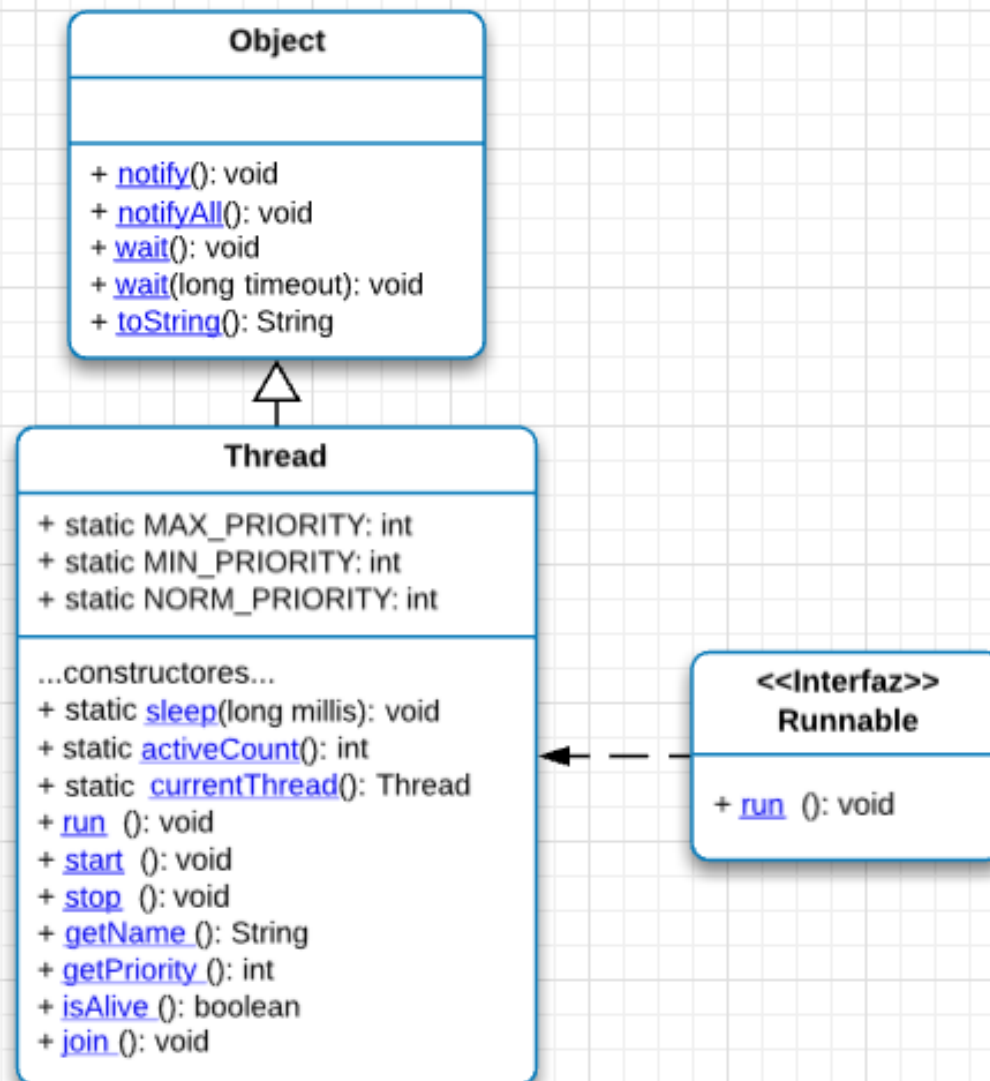 Object
+ notify(): void
+ notifyAll(): void
+ wait(): void
+ wait(long timeout): void
+ toString(): String
Thread
+ static MAX_PRIORITY: int
+ static MIN_PRIORITY: int
+ static NORM_PRIORITY: int
...constructores...
+ static sleep(long millis): void
+ static activeCount(): int
+ static currentThread(): Thread
+ run (): void
+ start (): void
+ stop (): void
+ getName (): String
+ getPriority (): int
+ isAlive (): boolean
+ join (): void
<<Interfaz>>
Runnable
+ run (): void